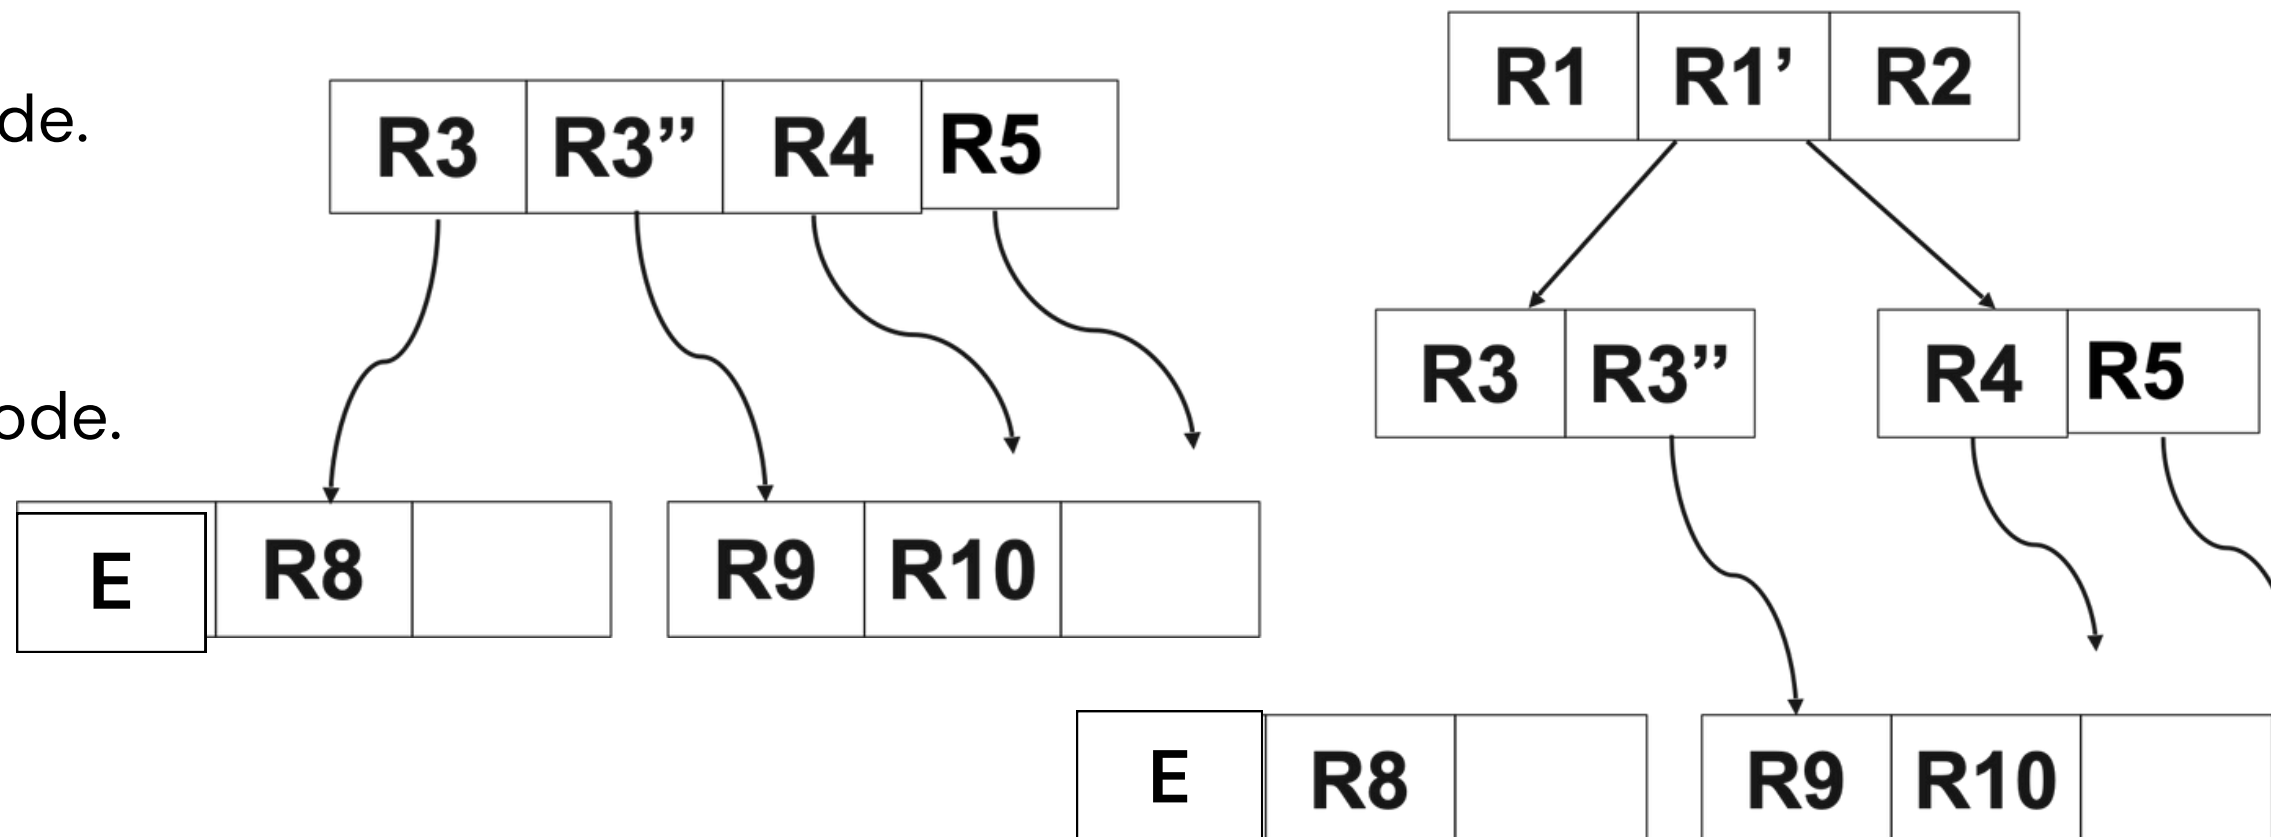 de.
R3 R3’’ R4 R5
ode.
E R8
R9 R10
R1 R1’ R2
R3 R3’’
R4 R5
E R8
R9 R10